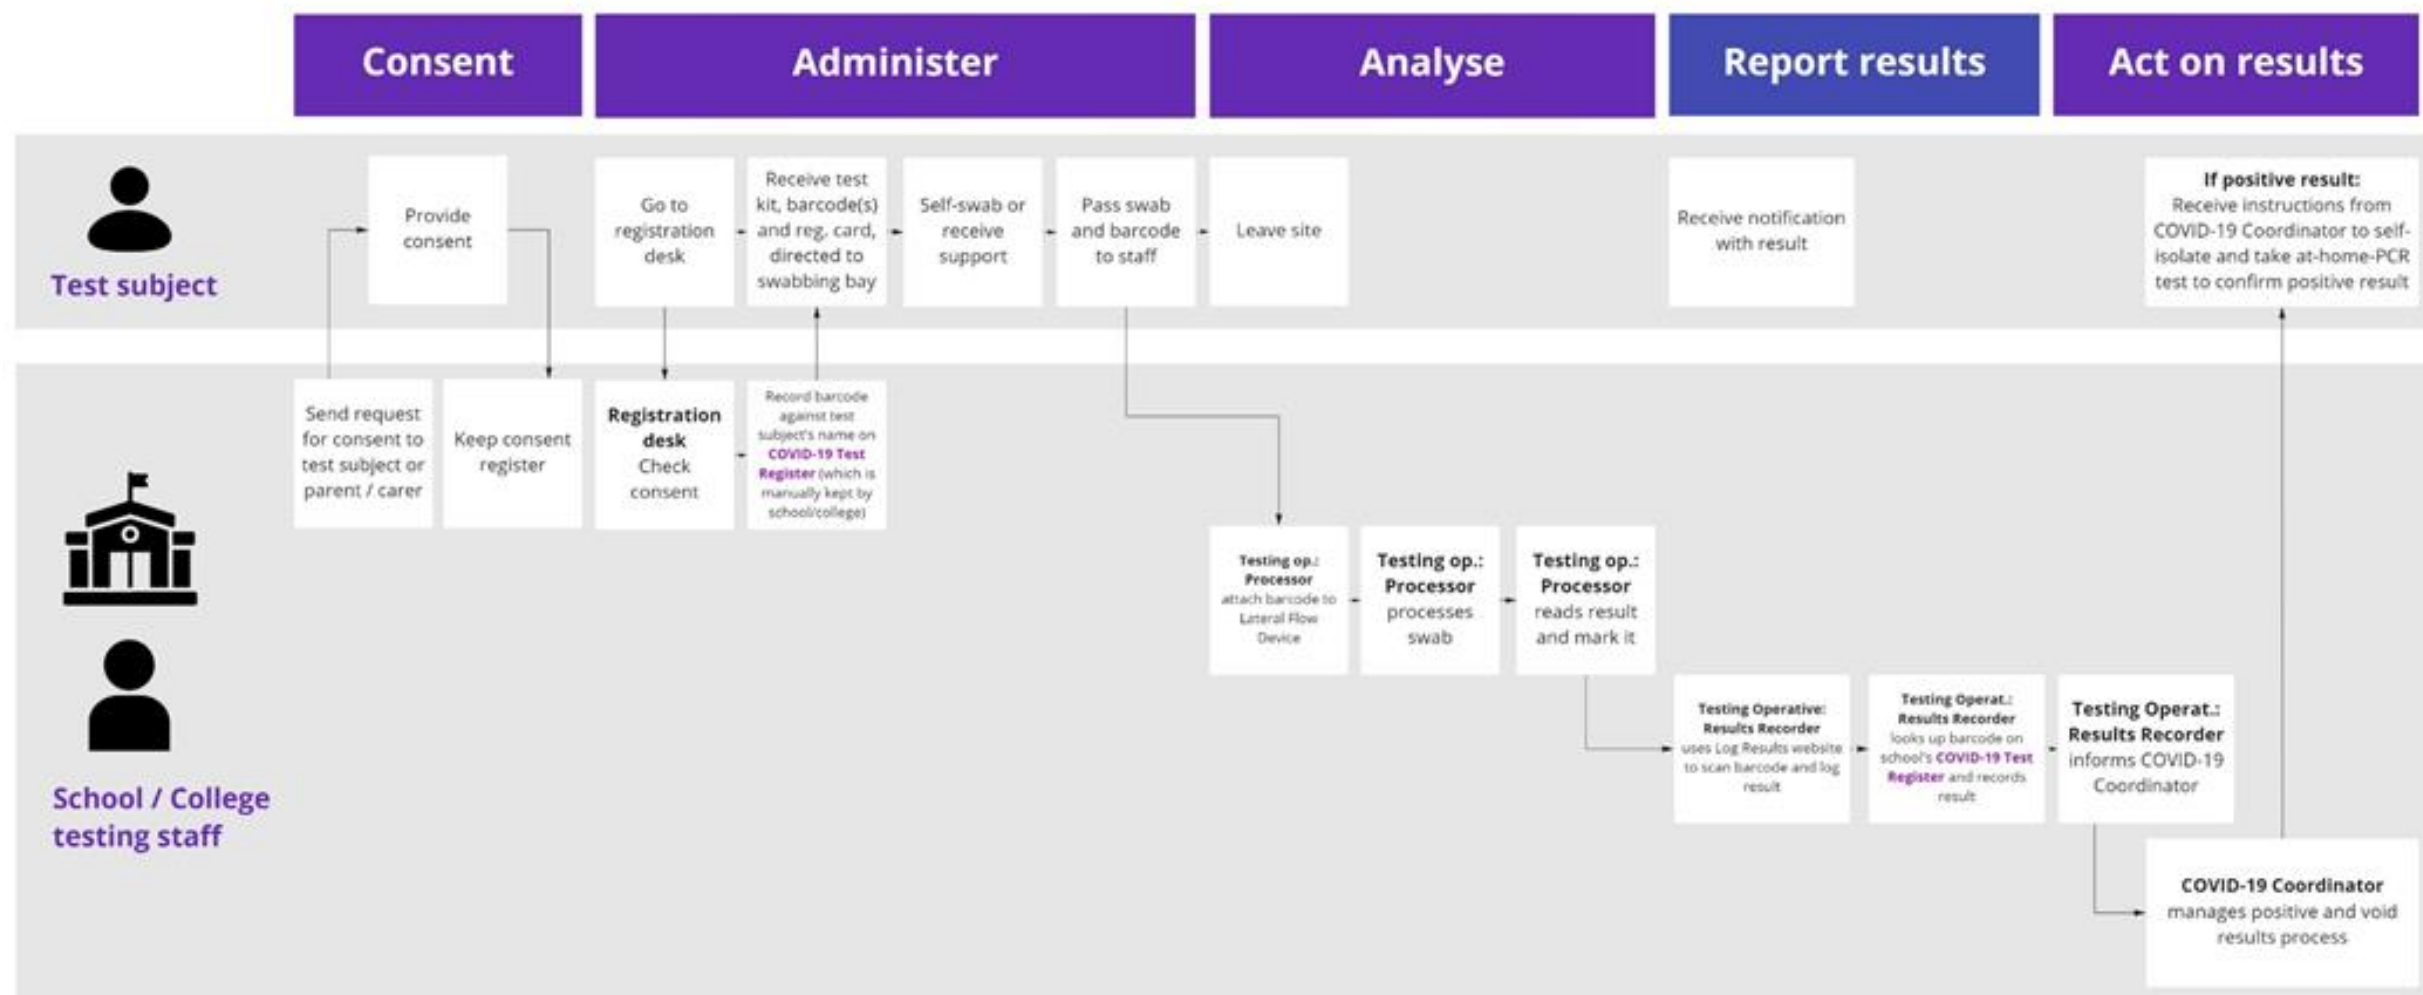 Consent
Administer
Analyse
Report results
Act on results
Test subject
Provide
consent
Go to
registration
desk
Receive test
kit, barcode(s)
and reg. card,
directed to
swabbing bay
Self-swab or
receive
support
Pass swab
and barcode
to staff
Leave site
Receive notification
with result
If positive result:
Receive instructions from
COVID-19 Coordinator to self-
isolate and take at-home-PCR
test to confirm positive result
School / College
testing staff
Send request
for consent to
test subject or
parent / carer
Keep consent
register
Registration
desk
Check
consent
Record barcode
against test
subject's name on
COVID-19 Test
Register (which is
manually kept by
school/college)
Testing op.:
Processor
attach barcode to
Lateral Flow
Device
Testing op.:
Processor
processes
swab
Testing op.:
Processor
reads result
and mark it
Testing Operative:
Results Recorder
uses Log Results website
to scan barcode and log
result
Testing Operat.:
Results Recorder
looks up barcode on
school's COVID-19 Test
Register and records
result
Testing Operat.:
Results Recorder
informs COVID-19
Coordinator
COVID-19 Coordinator
manages positive and void
results process